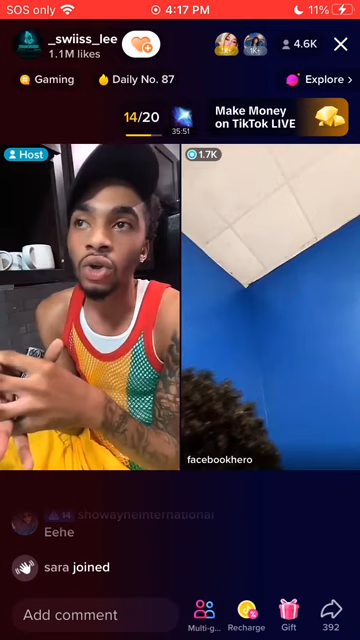 SOS only 4:17 PM 11%
_swiiss_lee
1.1M likes
1K+ 1K+ 4.6K
Gaming Daily No. 87 Explore >
14/20
35:51
Make Money
on TikTok LIVE
Host
1.7K
facebookhero
14 showayneinternational
Eehe
sara joined
Add comment
Multi-g... Recharge Gift 392